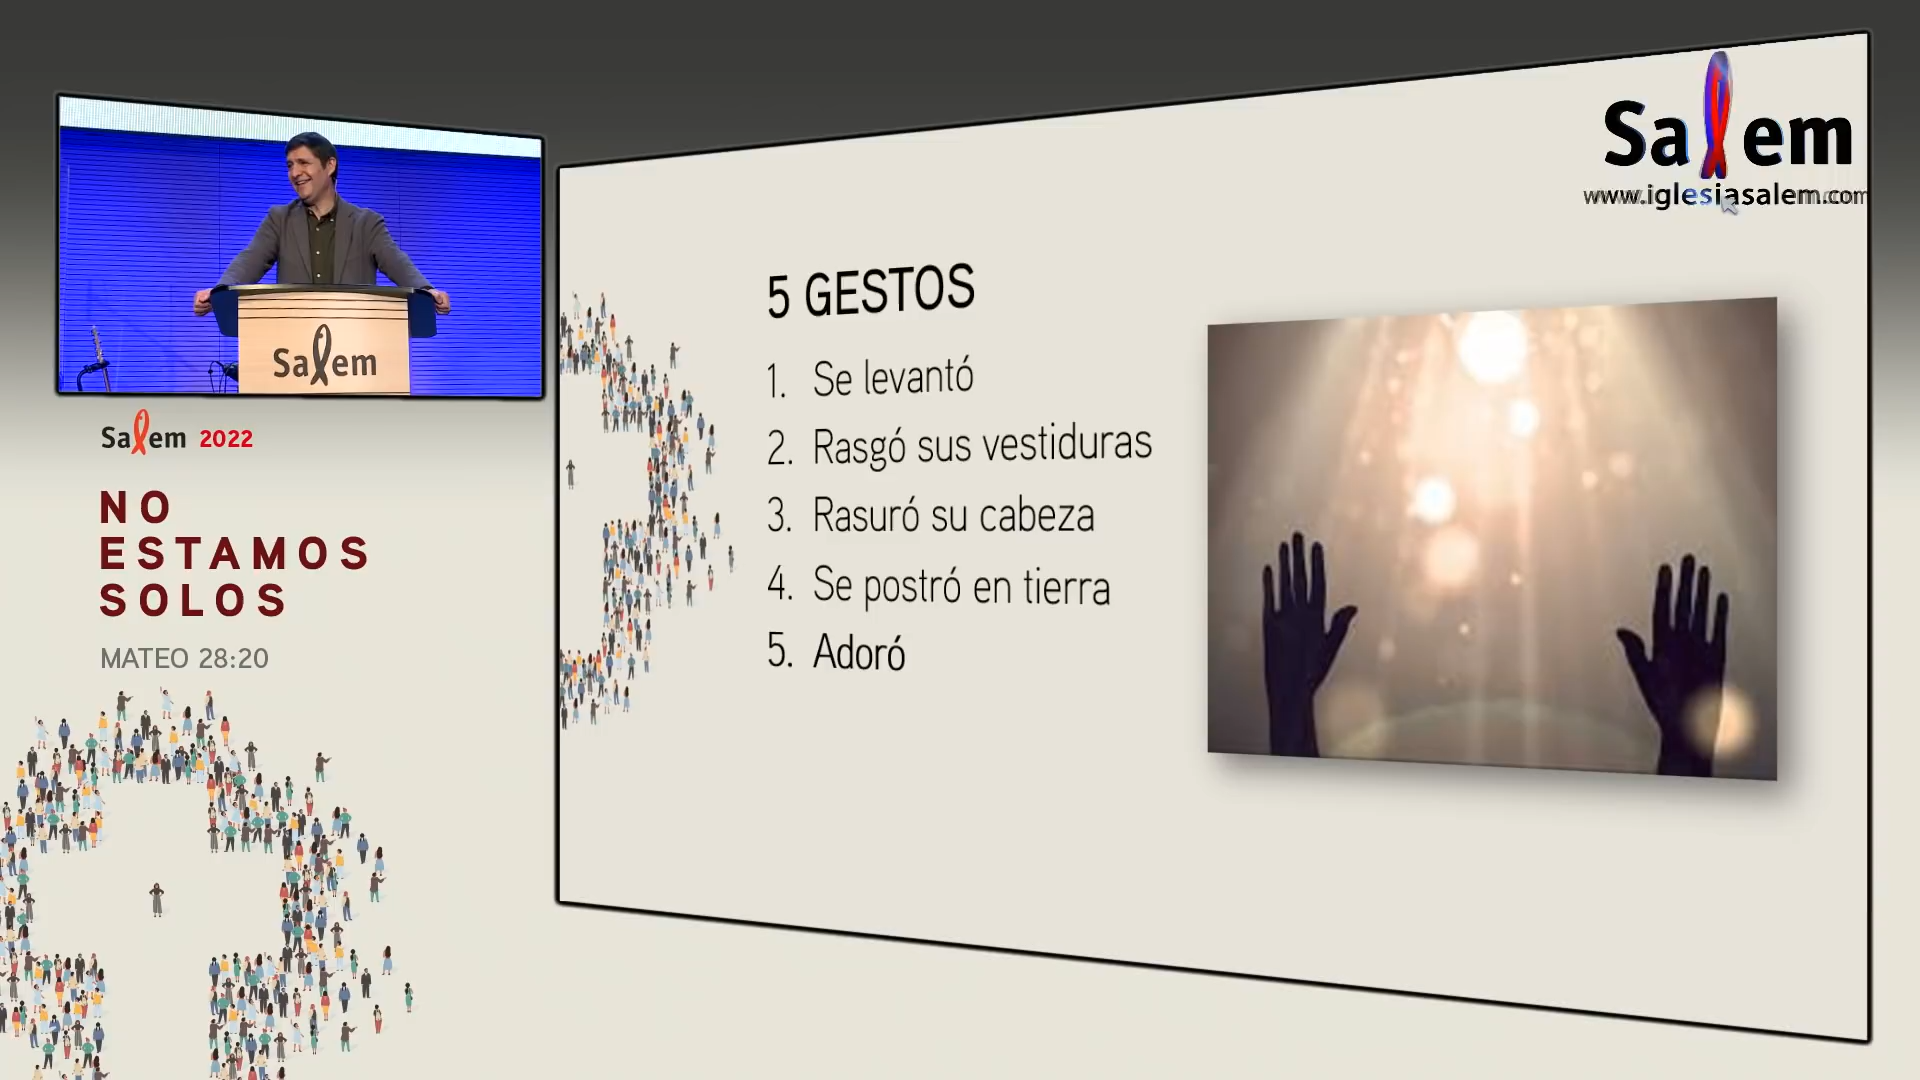 Salem
Salem 2022
NO
ESTAMOS
SOLOS
MATEO 28:20
Salem
www.iglesiasalem.com
5 GESTOS
1. Se levantó
2. Rasgó sus vestiduras
3. Rasuró su cabeza
4. Se postró en tierra
5. Adoró